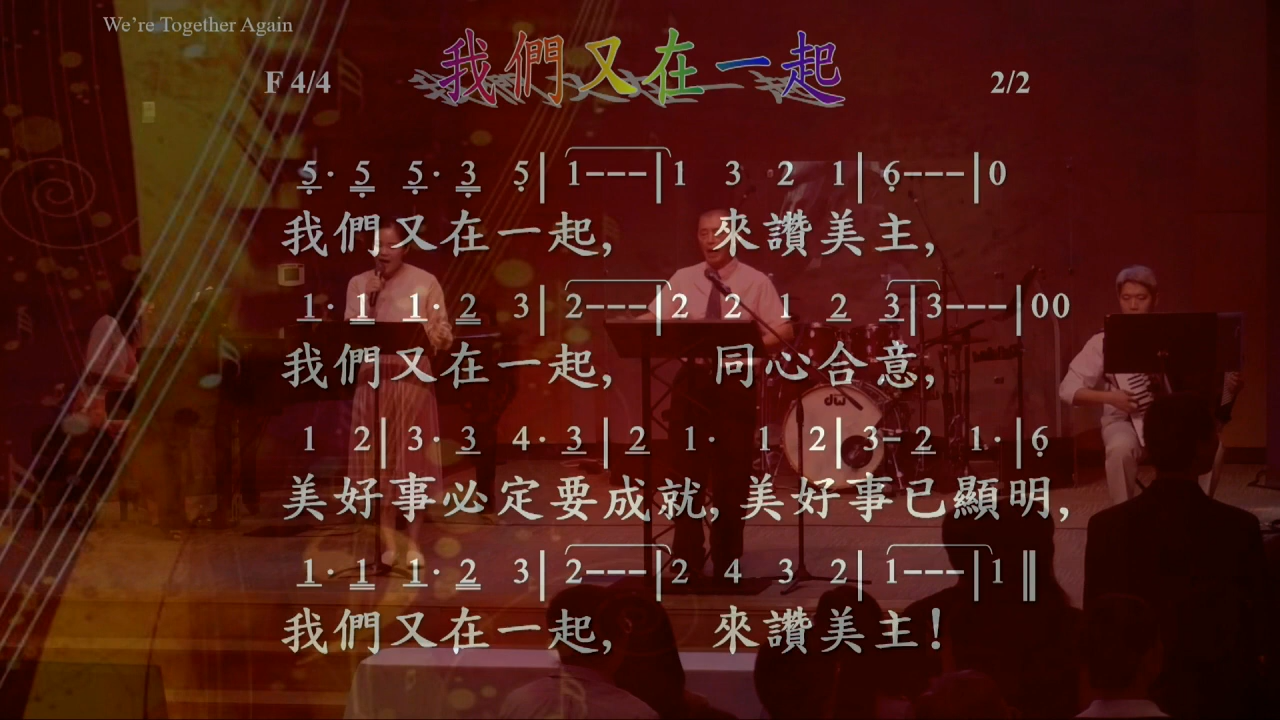 We're Together Again
我們又在一起
F 4/4 2/2
5· 5 5· 3 5| 1---|1 3 2 1| 6---|0
我們又在一起, 來讚美主,
1· 1 1· 2 3| 2---|2 2 1 2 3|3---|00
我們又在一起, 同心合意,
1 2| 3· 3 4· 3 | 2 1· 1 2| 3- 2 1· |6
美好事必定要成就, 美好事已顯明,
1· 1 1· 2 3| 2---|2 4 3 2| 1---|1 ‖
我們又在一起, 來讚美主!
dw